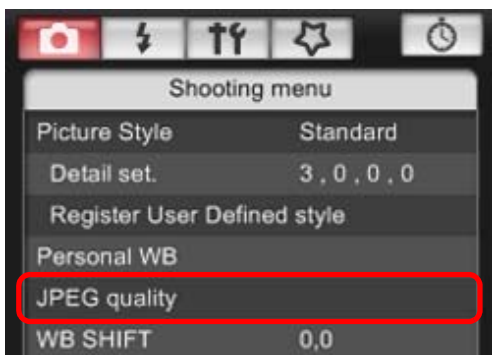 Shooting menu
Picture Style Standard
Detail set. 3 , 0 , 0 , 0
Register User Defined style
Personal WB
JPEG quality
WB SHIFT 0,0